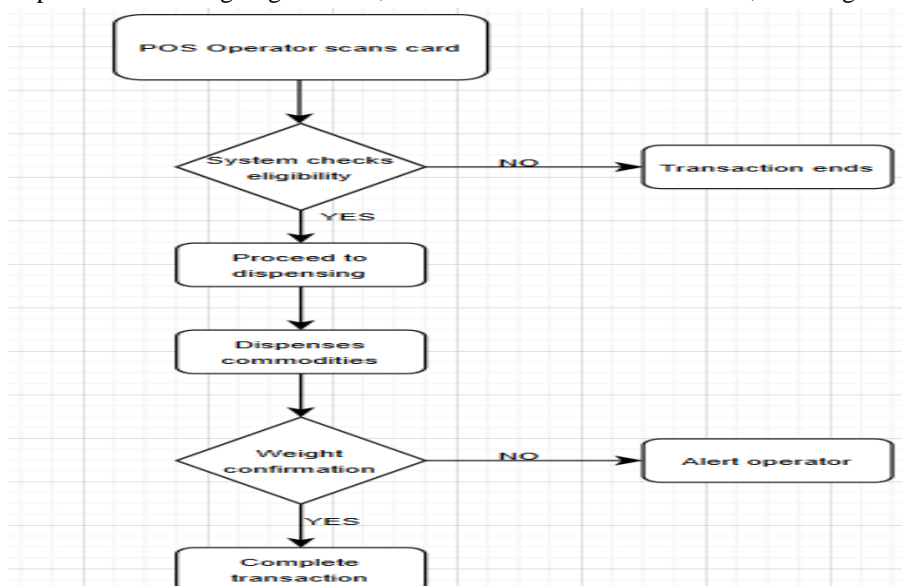 POS Operator scans card
System checks
eligibility
NO
Transaction ends
YES
Proceed to
dispensing
Dispenses
commodities
Weight
confirmation
NO
Alert operator
YES
Complete
transaction